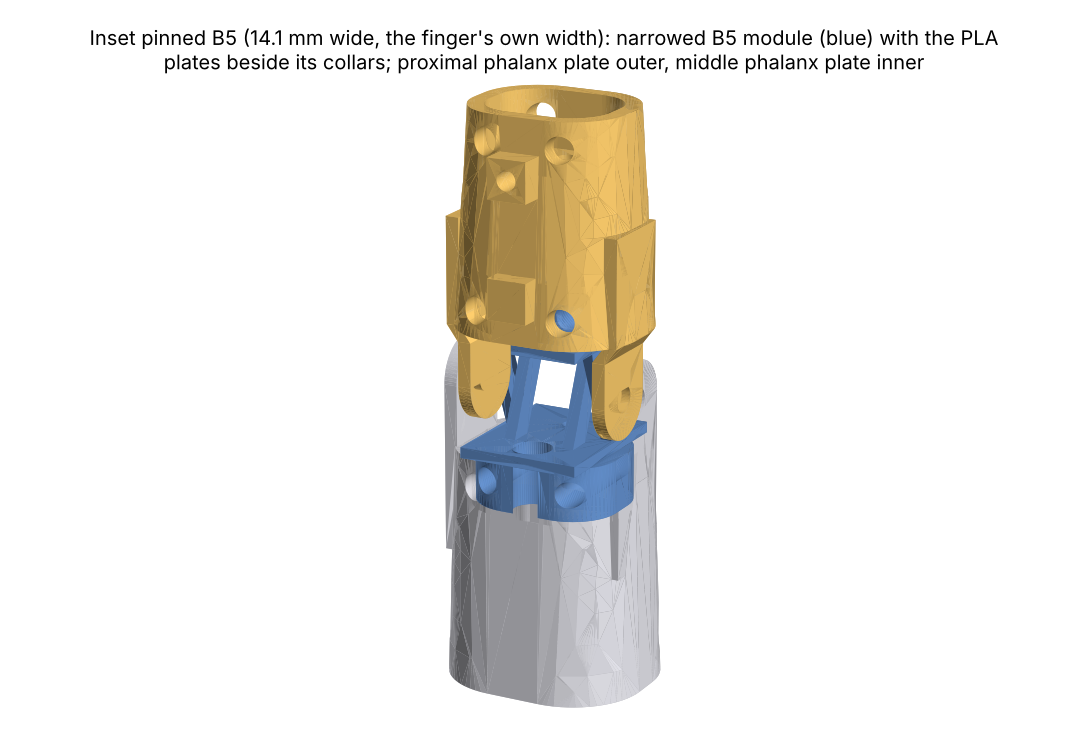 Inset pinned B5 (14.1 mm wide, the finger's own width): narrowed B5 module (blue) with the PLA
plates beside its collars; proximal phalanx plate outer, middle phalanx plate inner